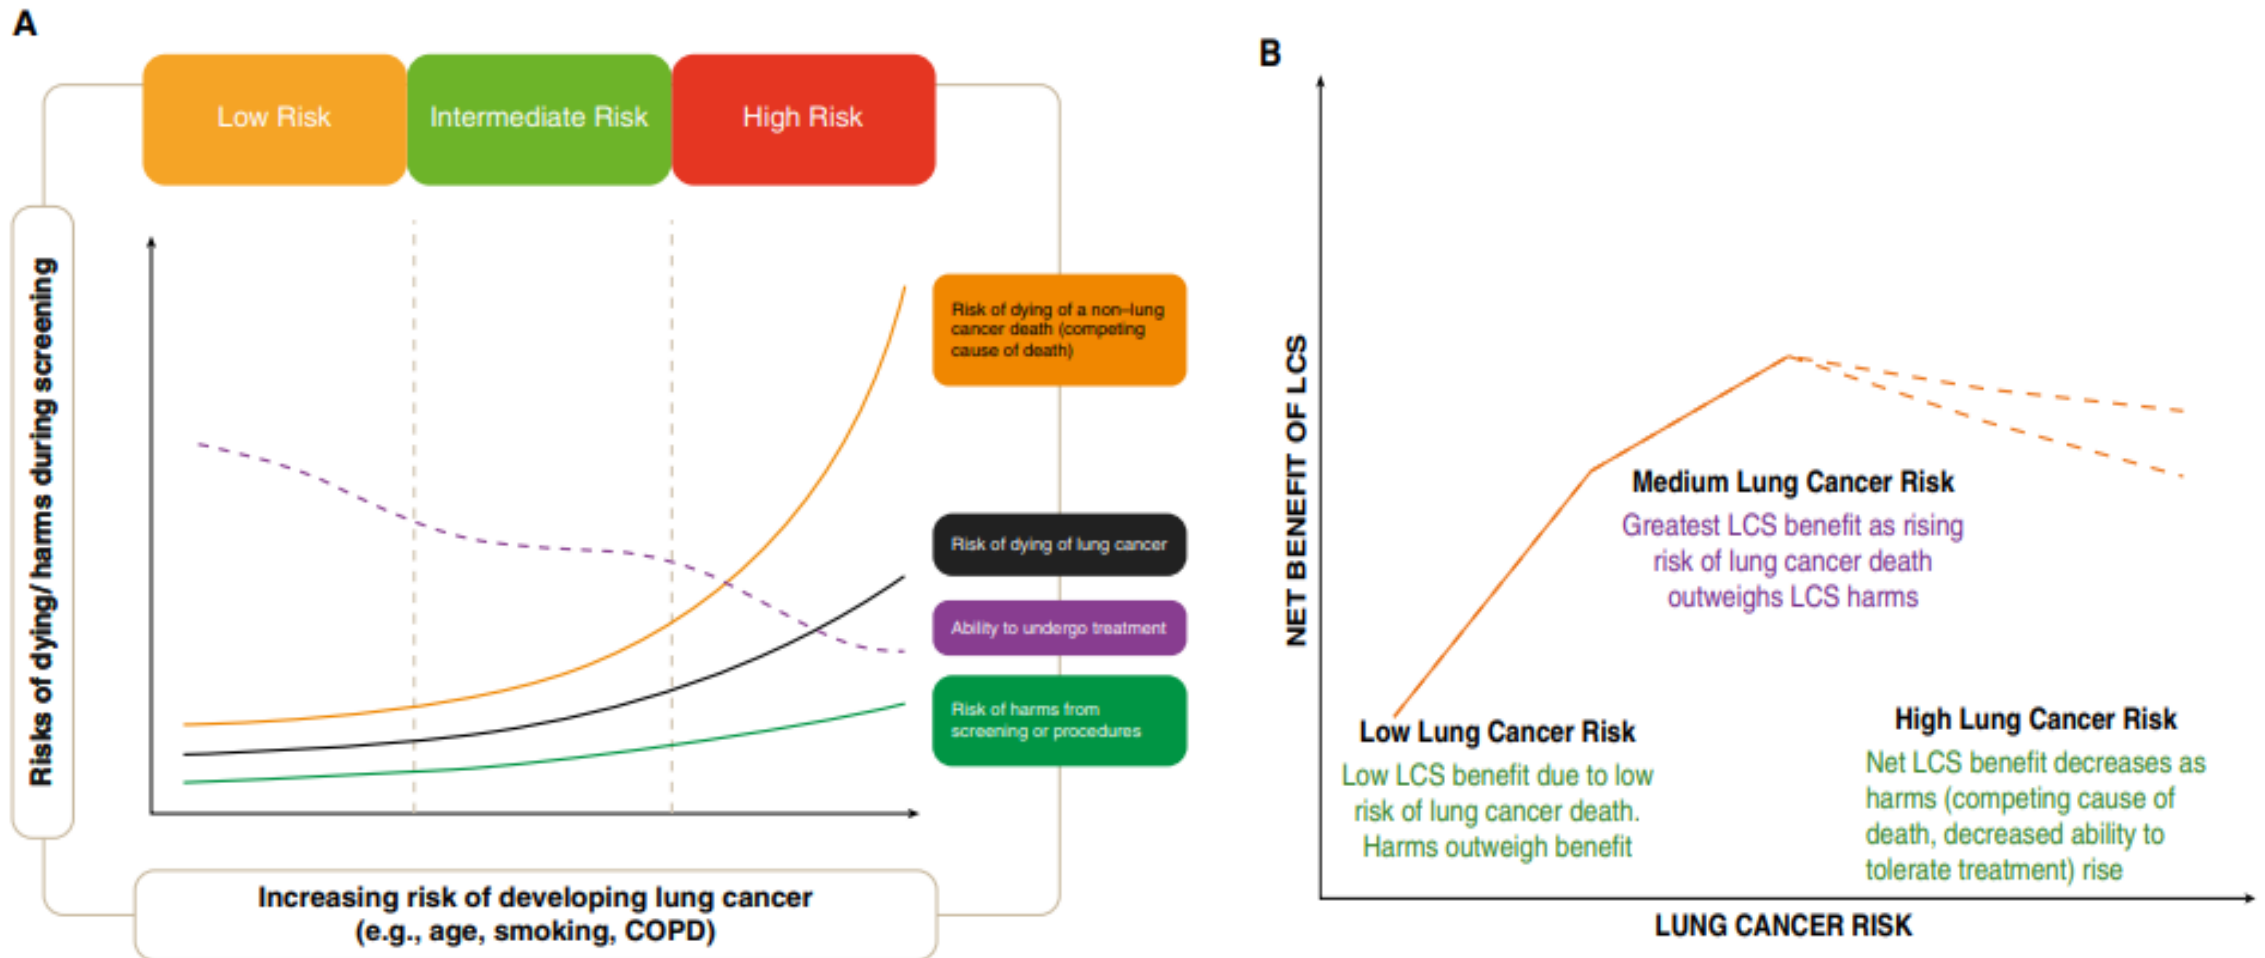 A
Low Risk
Intermediate Risk
High Risk
Risks of dying/ harms during screening
Risk of dying of a non–lung
cancer death (competing
cause of death)
Risk of dying of lung cancer
Ability to undergo treatment
Risk of harms from
screening or procedures
Increasing risk of developing lung cancer
(e.g., age, smoking, COPD)
B
NET BENEFIT OF LCS
Medium Lung Cancer Risk
Greatest LCS benefit as rising
risk of lung cancer death
outweighs LCS harms
Low Lung Cancer Risk
Low LCS benefit due to low
risk of lung cancer death.
Harms outweigh benefit
High Lung Cancer Risk
Net LCS benefit decreases as
harms (competing cause of
death, decreased ability to
tolerate treatment) rise
LUNG CANCER RISK